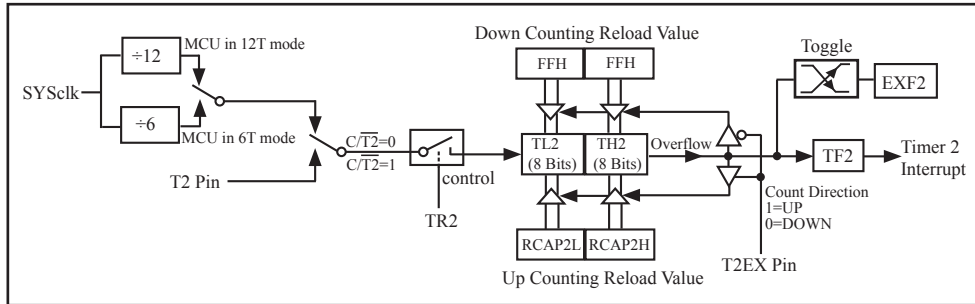 Down Counting Reload Value
Toggle
÷12
MCU in 12T mode
FFH
FFH
EXF2
SYSclk
÷6
MCU in 6T mode
C/T2=0
C/T2=1
TL2
(8 Bits)
TH2
(8 Bits)
Overflow
TF2
Timer 2
Interrupt
T2 Pin
control
TR2
Count Direction
1=UP
0=DOWN
RCAP2L
RCAP2H
T2EX Pin
Up Counting Reload Value